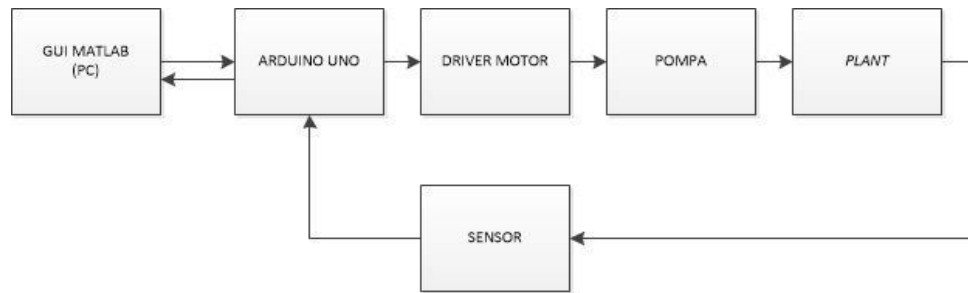 GUI MATLAB
(PC)
ARDUINO UNO
DRIVER MOTOR
POMPA
PLANT
SENSOR